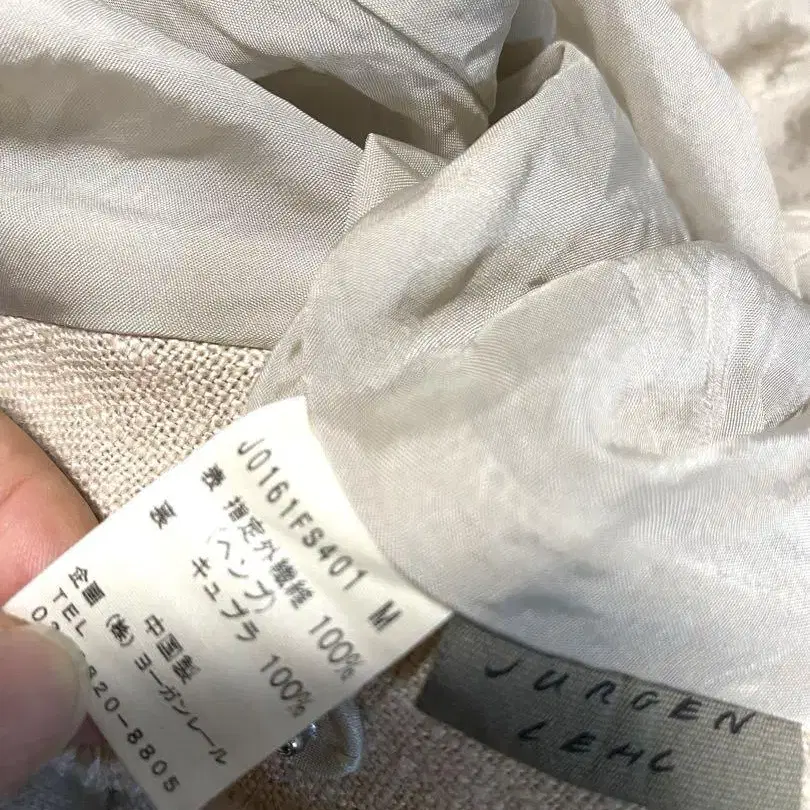 J0161FS401 M
表 指定外繊維 100%
(ヘンプ)
裏 キュプラ 100%
中国製
企画 (株) ヨーガンレール
TEL
820-8805
JURGEN
LEHL